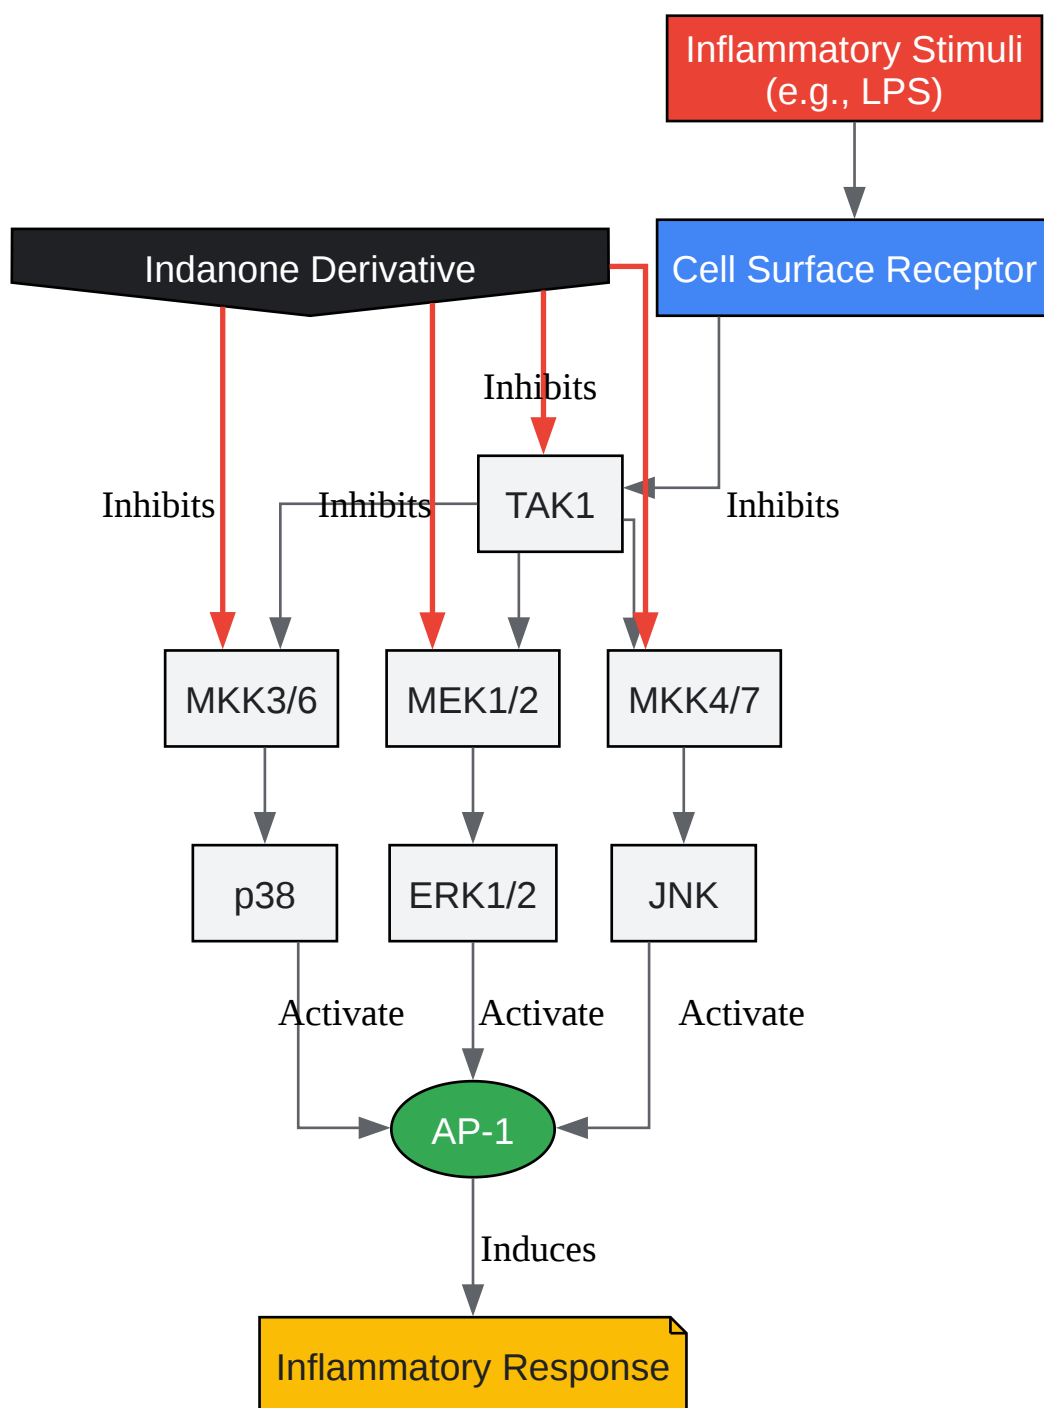 Inflammatory Stimuli
(e.g., LPS)
Indanone Derivative
Cell Surface Receptor
Inhibits
Inhibits
Inhibits
TAK1
Inhibits
MKK3/6
MEK1/2
MKK4/7
p38
ERK1/2
JNK
Activate
Activate
Activate
AP-1
Induces
Inflammatory Response